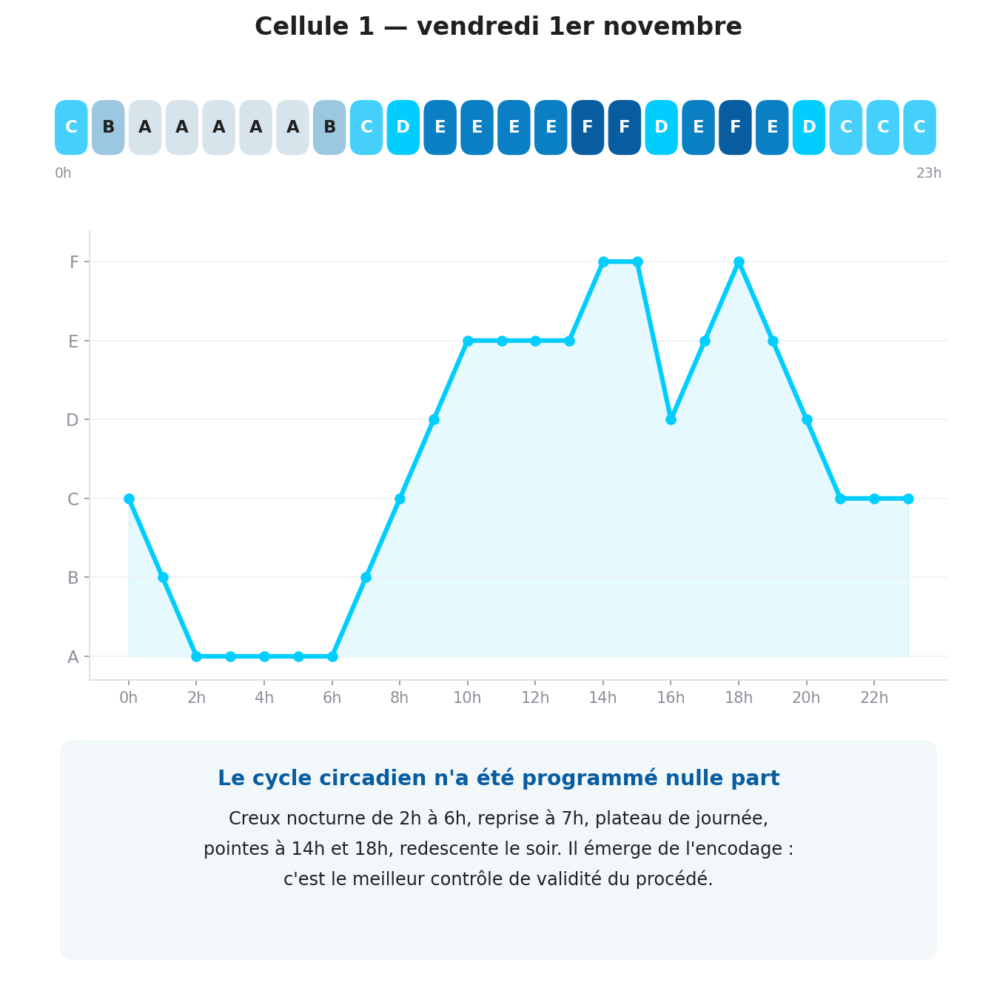 Cellule 1 — vendredi 1er novembre
C B A A A A A B C D E E E E F F D E F E D C C C
0h 23h
F
E
D
C
B
A
0h 2h 4h 6h 8h 10h 12h 14h 16h 18h 20h 22h
Le cycle circadien n'a été programmé nulle part
Creux nocturne de 2h à 6h, reprise à 7h, plateau de journée,
pointes à 14h et 18h, redescente le soir. Il émerge de l'encodage :
c'est le meilleur contrôle de validité du procédé.